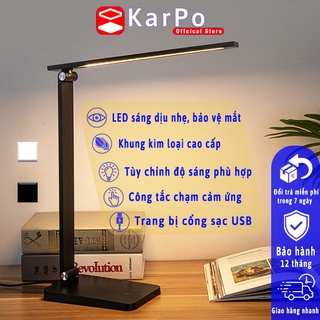 KarPo
Offcical Store
LED sáng dịu nhẹ, bảo vệ mắt
Khung kim loại cao cấp
Tùy chỉnh độ sáng phù hợp
Công tắc chạm cảm ứng
Trang bị cổng sạc USB
Đổi trả miễn phí
trong 7 ngày
Bảo hành
12 tháng
Giao hàng nhanh
Revolution